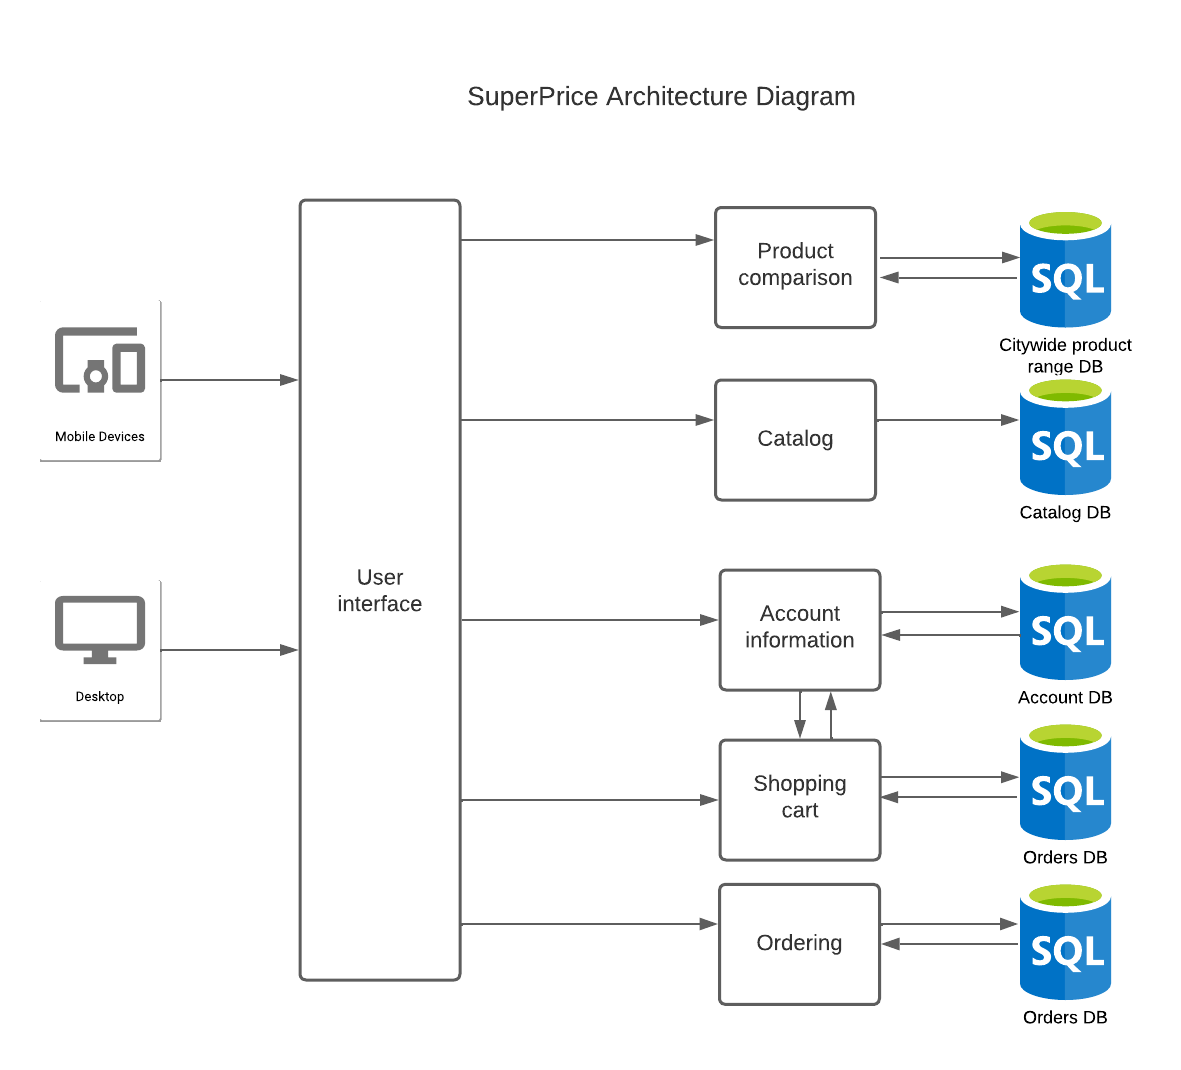 SuperPrice Architecture Diagram
Product
comparison
SQL
Citywide product
range DB
Mobile Devices
Catalog
SQL
Catalog DB
User
interface
Desktop
Account
information
SQL
Account DB
Shopping
cart
SQL
Orders DB
Ordering
SQL
Orders DB